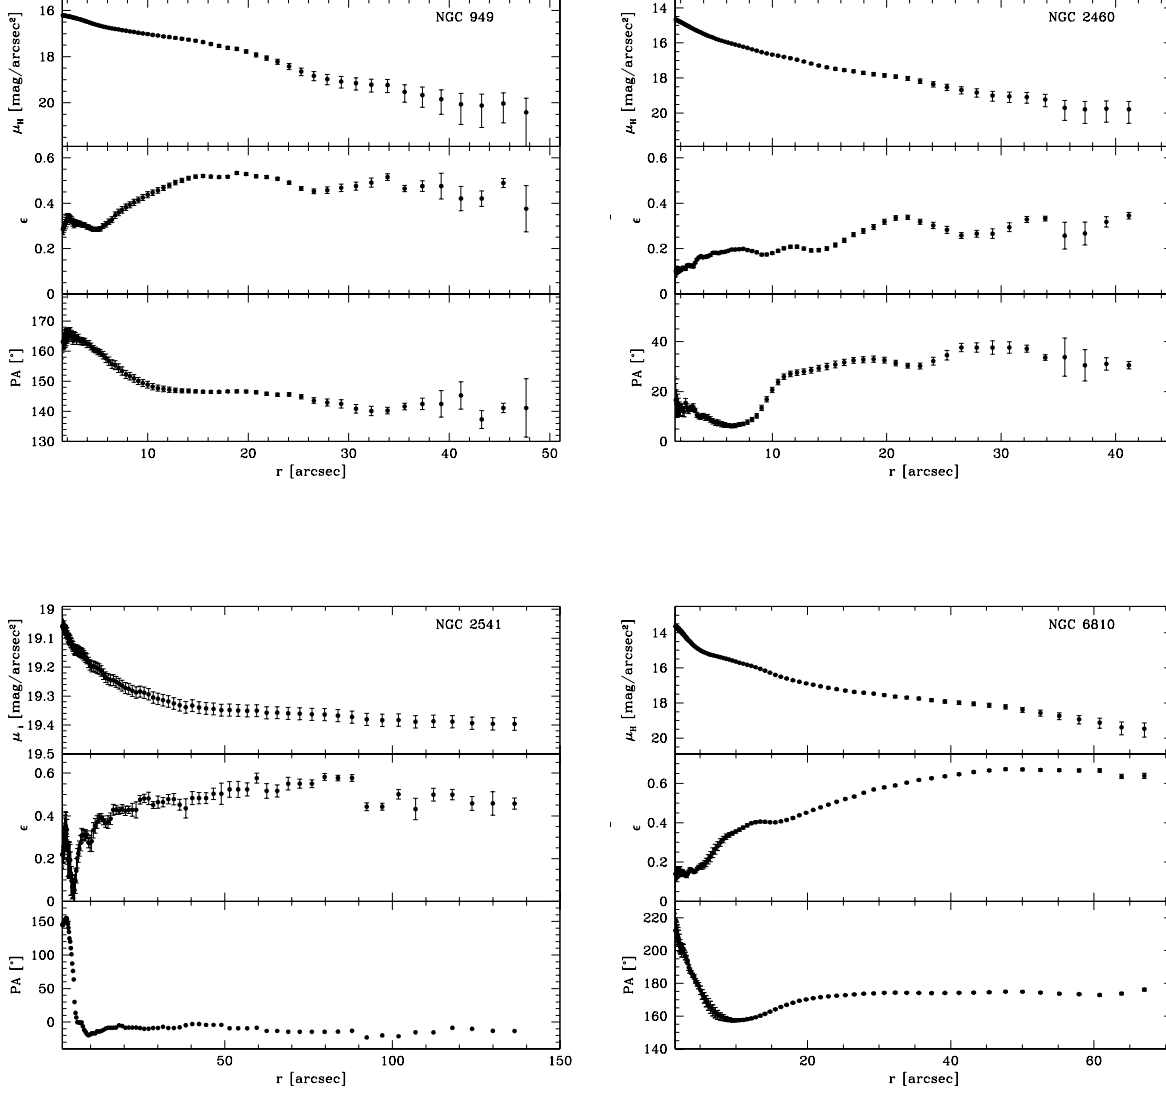 NGC 949
16
18
20
μH [mag/arcsec²]
0.6
0.4
0.2
0
ϵ
170
160
150
140
130
PA [°]
10 20 30 40 50
r [arcsec]
NGC 2460
14
16
18
20
μH [mag/arcsec²]
0.6
0.4
0.2
0
ϵ
40
20
0
PA [°]
10 20 30 40
r [arcsec]
NGC 2541
19
19.1
19.2
19.3
19.4
19.5
μi [mag/arcsec²]
0.6
0.4
0.2
0
ϵ
150
100
50
0
PA [°]
50 100 150
r [arcsec]
NGC 6810
14
16
18
20
μH [mag/arcsec²]
0.6
0.4
0.2
0
ϵ
220
200
180
160
140
PA [°]
20 40 60
r [arcsec]